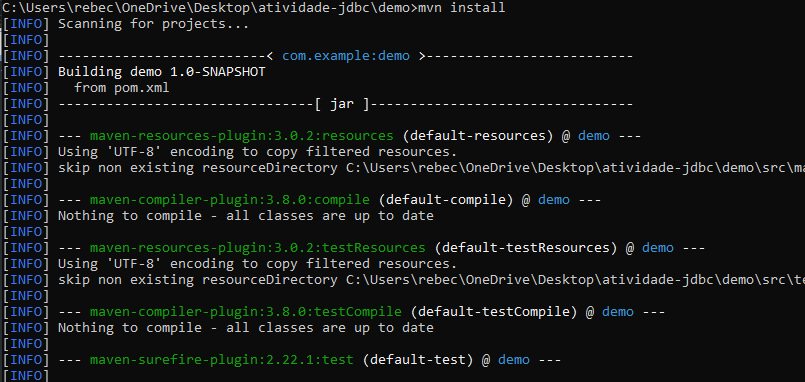 C:\Users\rebec\OneDrive\Desktop\atividade-jdbc\demo>mvn install
[INFO] Scanning for projects...
[INFO]
[INFO] --------------------------< com.example:demo >--------------------------
[INFO] Building demo 1.0-SNAPSHOT
[INFO]   from pom.xml
[INFO] --------------------------------[ jar ]---------------------------------
[INFO]
[INFO] --- maven-resources-plugin:3.0.2:resources (default-resources) @ demo ---
[INFO] Using 'UTF-8' encoding to copy filtered resources.
[INFO] skip non existing resourceDirectory C:\Users\rebec\OneDrive\Desktop\atividade-jdbc\demo\src\ma
[INFO]
[INFO] --- maven-compiler-plugin:3.8.0:compile (default-compile) @ demo ---
[INFO] Nothing to compile - all classes are up to date
[INFO]
[INFO] --- maven-resources-plugin:3.0.2:testResources (default-testResources) @ demo ---
[INFO] Using 'UTF-8' encoding to copy filtered resources.
[INFO] skip non existing resourceDirectory C:\Users\rebec\OneDrive\Desktop\atividade-jdbc\demo\src\te
[INFO]
[INFO] --- maven-compiler-plugin:3.8.0:testCompile (default-testCompile) @ demo ---
[INFO] Nothing to compile - all classes are up to date
[INFO]
[INFO] --- maven-surefire-plugin:2.22.1:test (default-test) @ demo ---
[INFO]